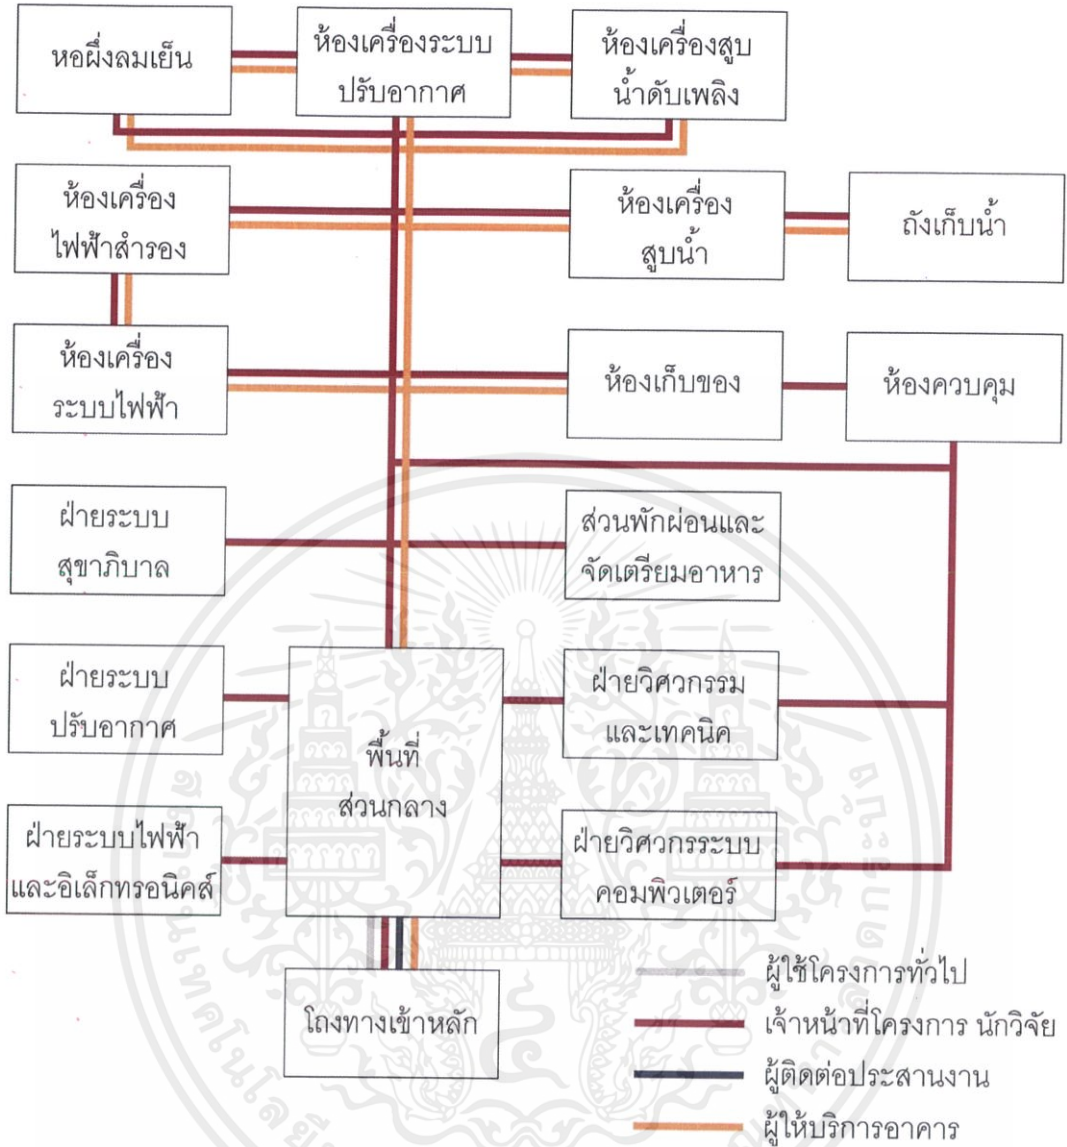 หอผึ่งลมเย็น
ห้องเครื่องระบบ
ปรับอากาศ
ห้องเครื่องสูบ
น้ำดับเพลิง
ห้องเครื่อง
ไฟฟ้าสำรอง
ห้องเครื่อง
สูบน้ำ
ถังเก็บน้ำ
ห้องเครื่อง
ระบบไฟฟ้า
ห้องเก็บของ
ห้องควบคุม
ฝ่ายระบบ
สุขาภิบาล
ส่วนพักผ่อนและ
จัดเตรียมอาหาร
ฝ่ายระบบ
ปรับอากาศ
พื้นที่
ส่วนกลาง
ฝ่ายวิศวกรรม
และเทคนิค
ฝ่ายระบบไฟฟ้า
และอิเล็กทรอนิคส์
ฝ่ายวิศวกรระบบ
คอมพิวเตอร์
โถงทางเข้าหลัก
ผู้ใช้โครงการทั่วไป
เจ้าหน้าที่โครงการ นักวิจัย
ผู้ติดต่อประสานงาน
ผู้ให้บริการอาคาร